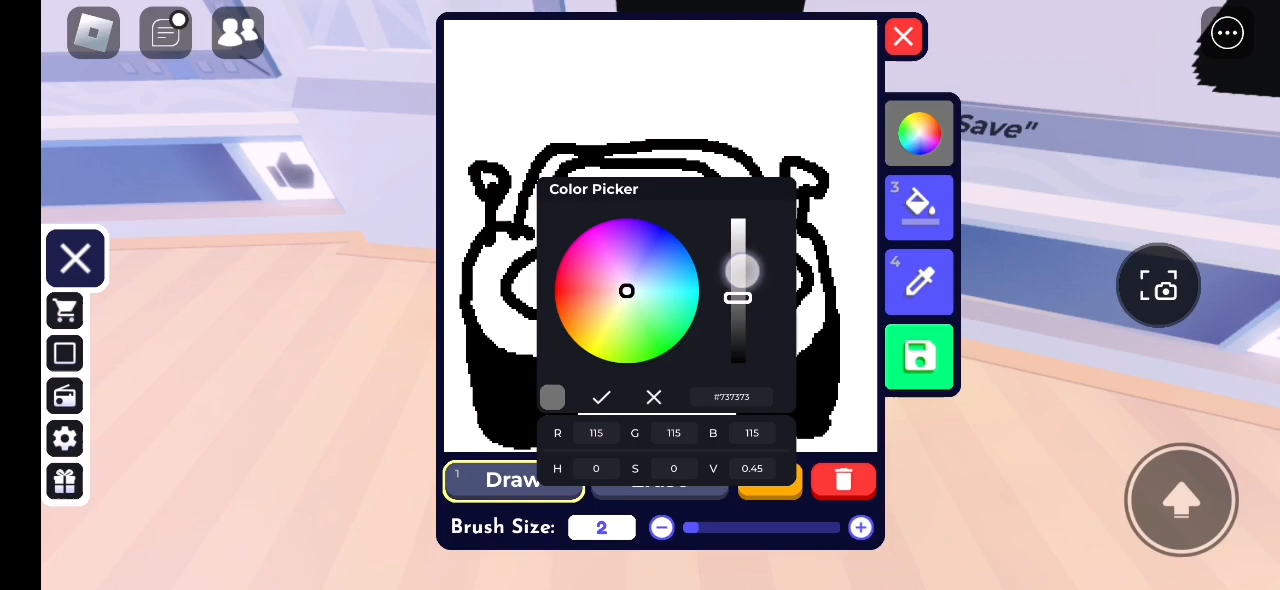 Save"
Color Picker
3
4
#737373
R 115 G 115 B 115
H 0 S 0 V 0.45
1 Draw
Brush Size: 2